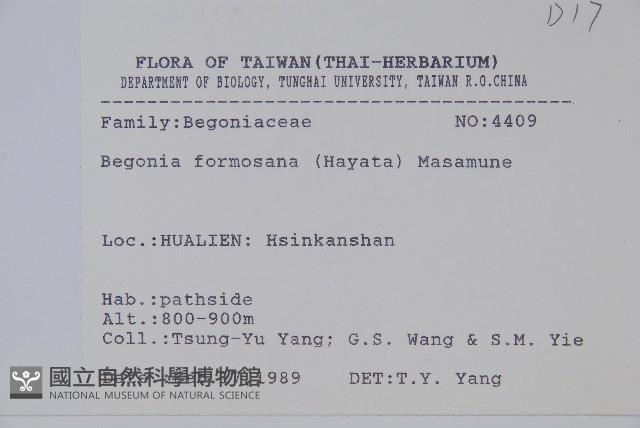 D17
FLORA OF TAIWAN(THAI-HERBARIUM)
DEPARTMENT OF BIOLOGY, TUNGHAI UNIVERSITY, TAIWAN R.O.CHINA
Family:Begoniaceae NO:4409
Begonia formosana (Hayata) Masamune
Loc.:HUALIEN: Hsinkanshan
Hab.:pathside
Alt.:800-900m
Coll.:Tsung-Yu Yang; G.S. Wang & S.M. Yie
1989 DET:T.Y. Yang
國立自然科學博物館
NATIONAL MUSEUM OF NATURAL SCIENCE